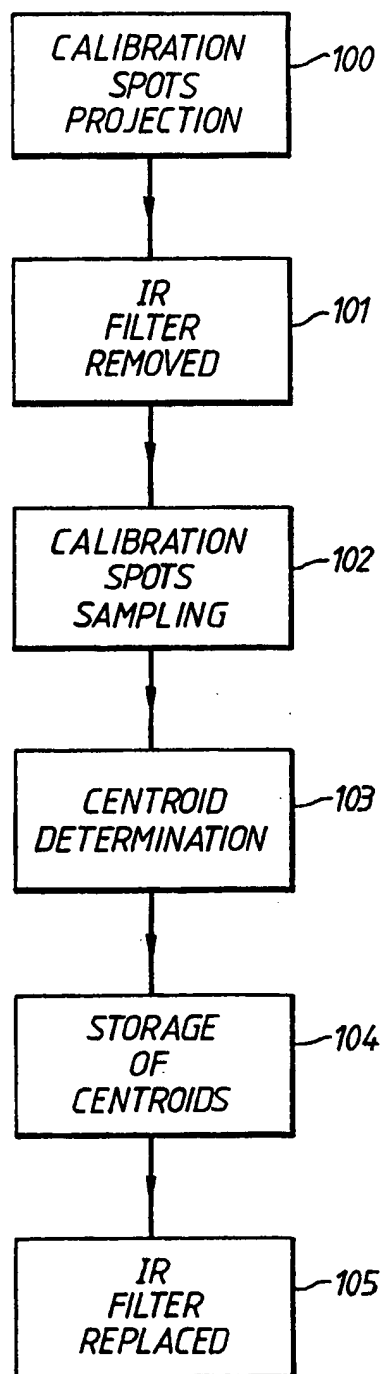 CALIBRATION
SPOTS
PROJECTION
100
IR
FILTER
REMOVED
101
CALIBRATION
SPOTS
SAMPLING
102
CENTROID
DETERMINATION
103
STORAGE
OF
CENTROIDS
104
IR
FILTER
REPLACED
105